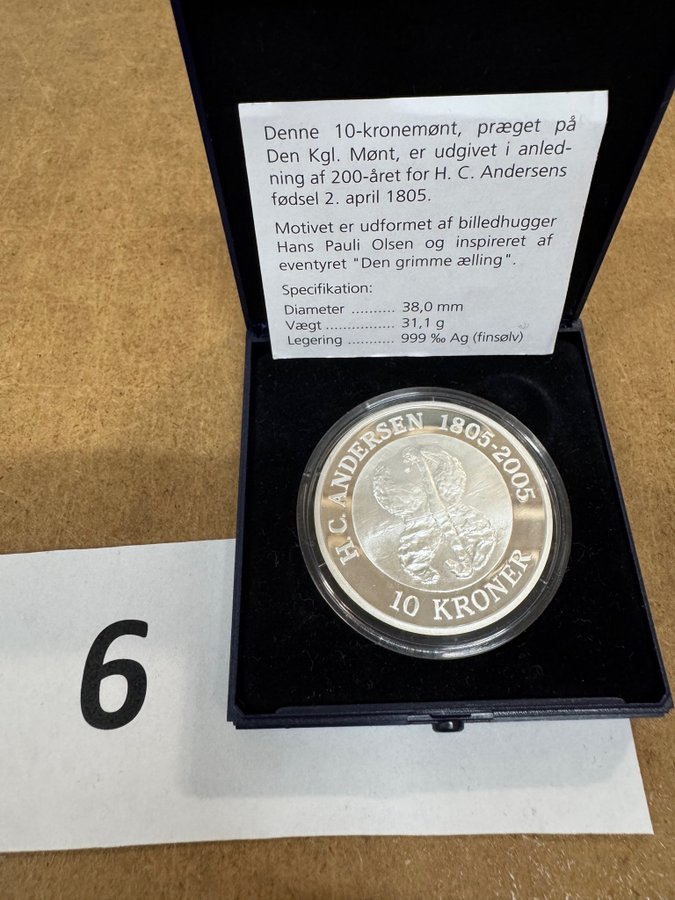 Denne 10-kronemønt, præget på
Den Kgl. Mønt, er udgivet i anled-
ning af 200-året for H. C. Andersens
fødsel 2. april 1805.
Motivet er udformet af billedhugger
Hans Pauli Olsen og inspireret af
eventyret "Den grimme ælling".
Specifikation:
Diameter .......... 38,0 mm
Vægt ................. 31,1 g
Legering ........... 999 ‰ Ag (finsølv)
H. C. ANDERSEN 1805-2005
10 KRONER
6